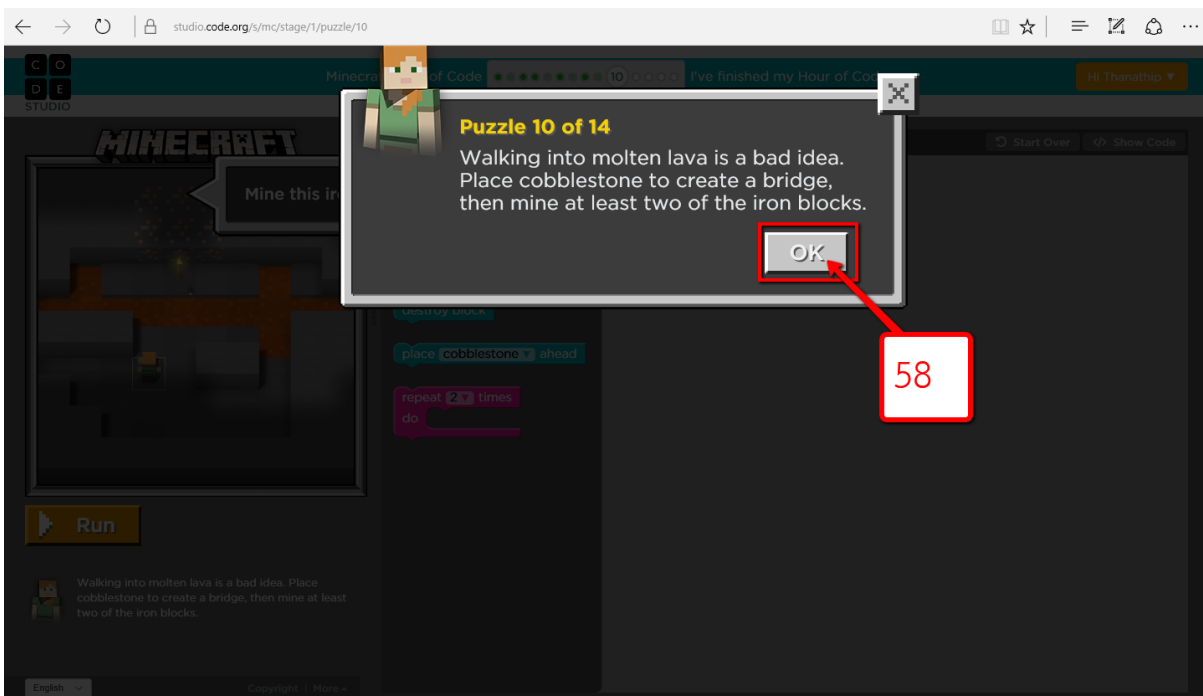 studio.code.org/s/mc/stage/1/puzzle/10
C O
D E
STUDIO
Minecra of Code 10 I've finished my Hour of Co
Hi Thanathip
MINECRAFT
Start Over </> Show Code
Mine this ir
Puzzle 10 of 14
Walking into molten lava is a bad idea.
Place cobblestone to create a bridge,
then mine at least two of the iron blocks.
OK
58
destroy block
place cobblestone ahead
repeat 2 times
do
Run
Walking into molten lava is a bad idea. Place
cobblestone to create a bridge, then mine at least
two of the iron blocks.
English
Copyright | More